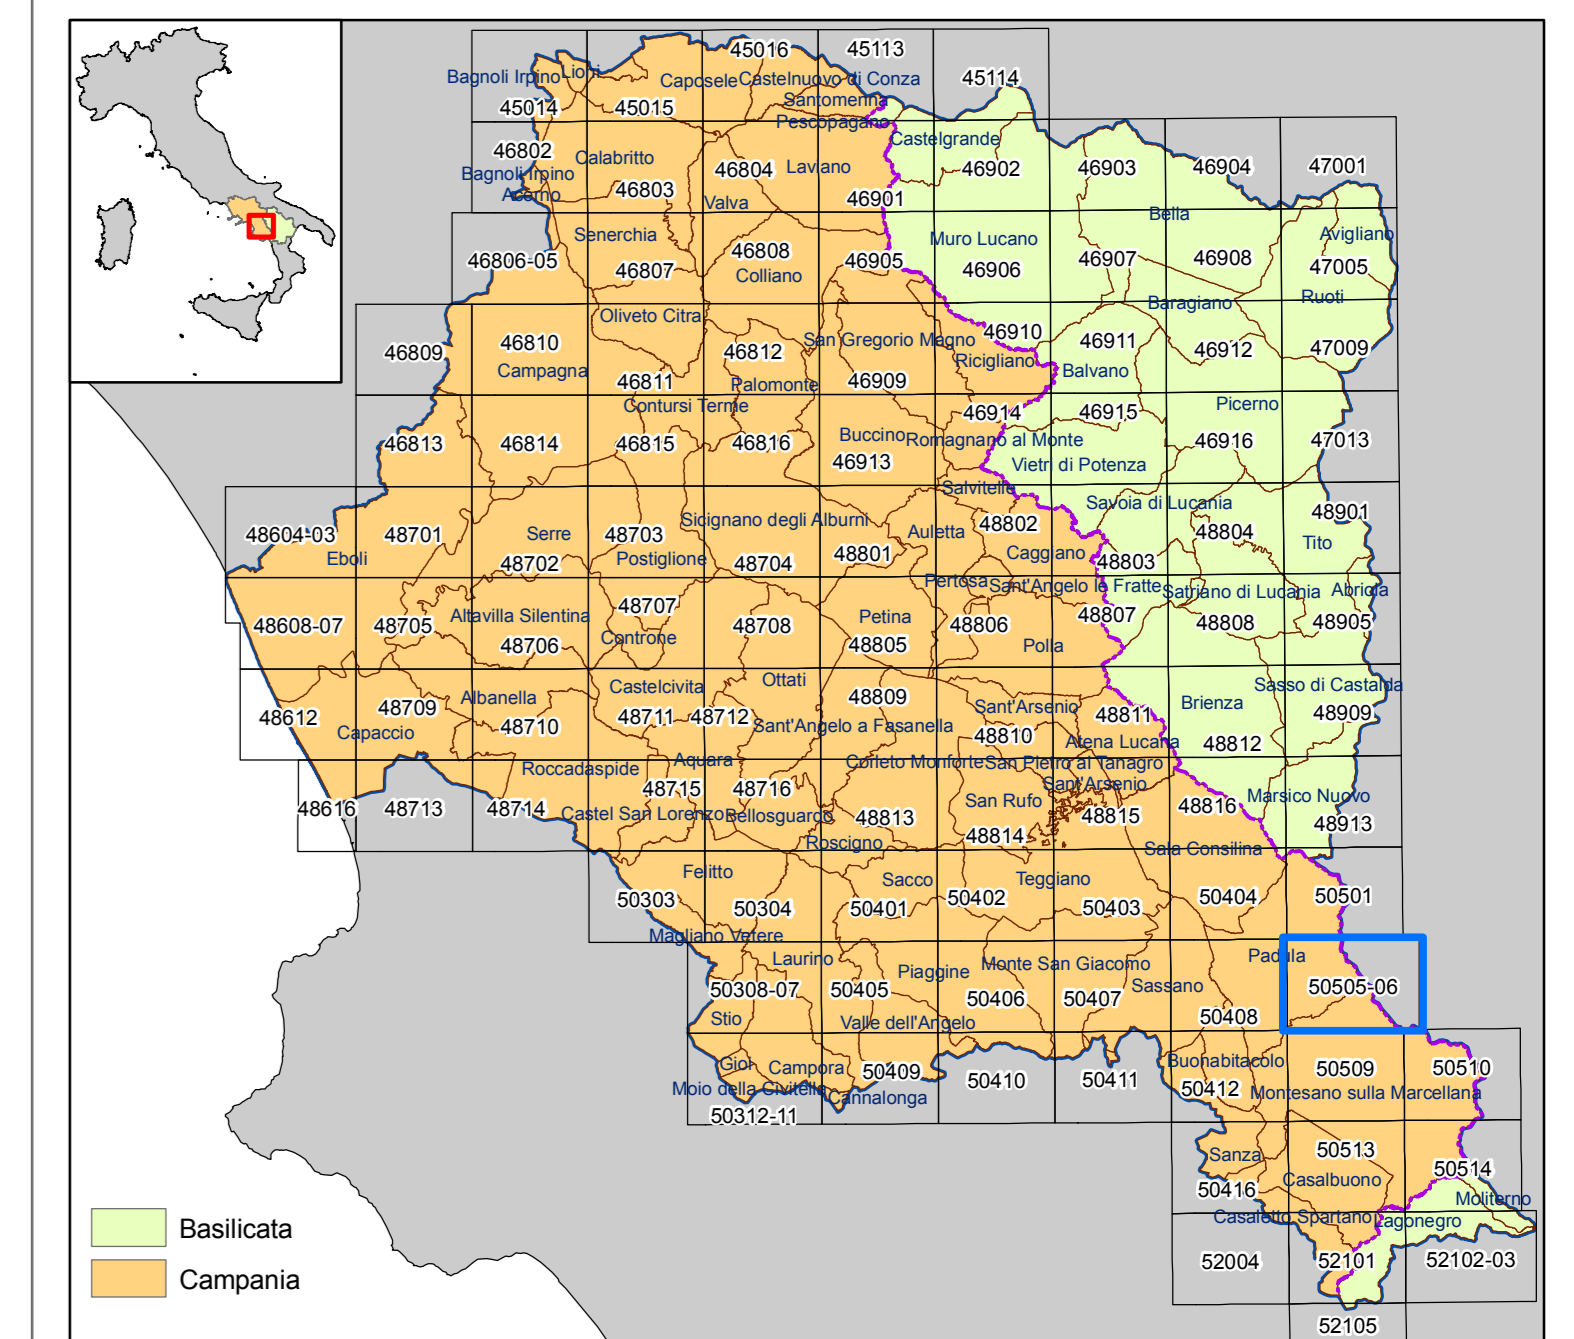 45016
45113
Bagnoli Irpino
Lioni
Caposele
Castelnuovo di Conza
45114
45014
45015
Santomenna
Pescopagano
46802
Calabritto
46804
Laviano
Castelgrande
46902
46903
46904
47001
Bagnoli Irpino
Acerno
46803
Valva
46901
Bella
Senerchia
Muro Lucano
Avigliano
46806-05
46807
46808
46905
46906
46907
46908
47005
Colliano
Baragiano
Ruoti
Oliveto Citra
46809
46810
46812
San Gregorio Magno
46910
46911
46912
47009
Campagna
46811
Palomonte
46909
Ricigliano
Balvano
Contursi Terme
46914
46915
Picerno
46813
46814
46815
46816
Buccino
Romagnano al Monte
46916
47013
46913
Vietri di Potenza
Salvitelle
Savoia di Lucania
48604-03
48701
Serre
48703
Sicignano degli Alburni
Auletta
48802
48804
48901
Eboli
48702
Postiglione
48704
48801
Caggiano
48803
Tito
Pertosa
Sant'Angelo le Fratte
Satriano di Lucania
Abriola
48608-07
48705
Altavilla Silentina
48707
48708
Petina
48806
48807
48808
48905
48706
Controne
48805
Polla
Albanella
Castelcivita
Ottati
48809
Sant'Arsenio
Brienza
Sasso di Castalda
48612
48709
48710
48711
48712
Sant'Angelo a Fasanella
48810
48811
48909
Capaccio
Atena Lucana
48812
Roccadaspide
Aquara
Corleto Monforte
San Pietro al Tanagro
Sant'Arsenio
48616
48713
48714
48715
48716
San Rufo
48816
Marsico Nuovo
Castel San Lorenzo
Bellosguardo
48813
48815
48913
Roscigno
48814
Sala Consilina
Felitto
Sacco
Teggiano
50303
50304
50401
50402
50403
50404
50501
Magliano Vetere
Laurino
Piaggine
Monte San Giacomo
Padula
50308-07
50405
50406
50407
Sassano
50505-06
Stio
Valle dell'Angelo
50408
Gioi
Campora
50409
50410
50411
Buonabitacolo
50509
50510
Moio della Civitella
Cannalonga
50412
Montesano sulla Marcellana
50312-11
Sanza
50513
50514
50416
Casalbuono
Moliterno
Casaletto Spartano
Lagonegro
52004
52101
52102-03
52105
Basilicata
Campania